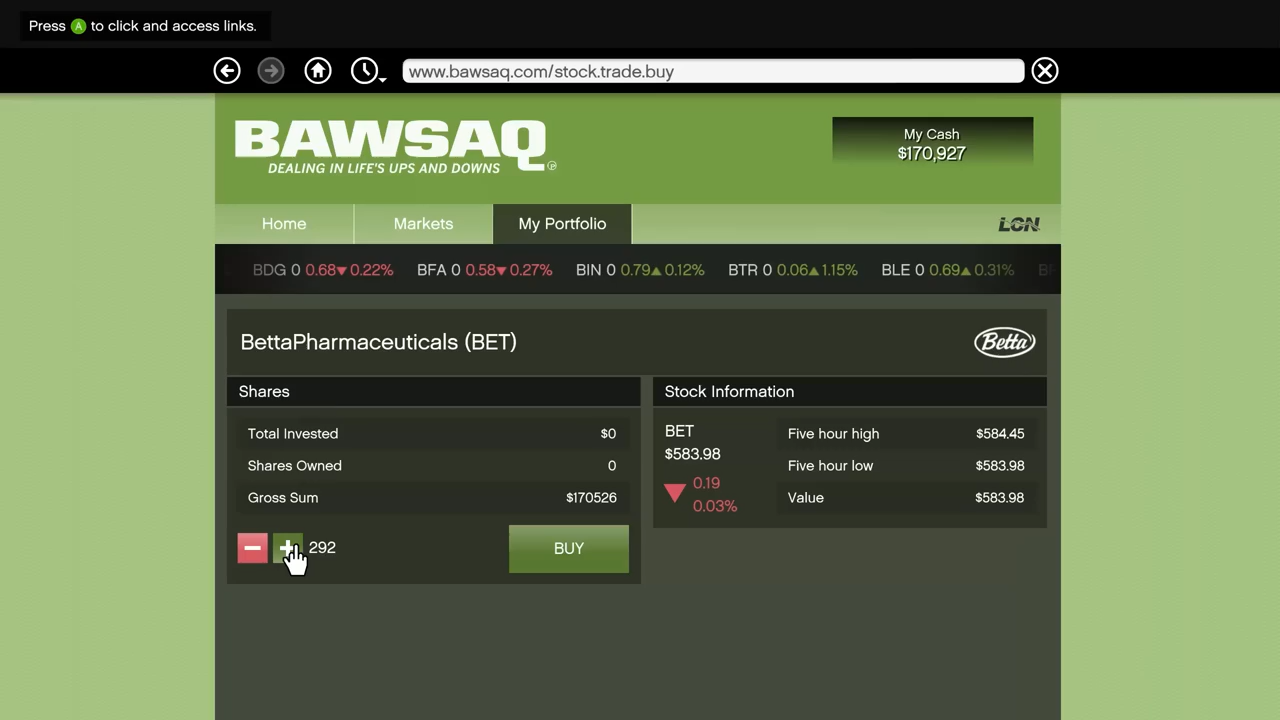 Press A to click and access links.
www.bawsaq.com/stock.trade.buy
BAWSAQ
DEALING IN LIFE'S UPS AND DOWNS
My Cash
$170,927
Home Markets My Portfolio LCN
BDG 0 0.68▼0.22% BFA 0 0.58▼0.27% BIN 0 0.79▲0.12% BTR 0 0.06▲1.15% BLE 0 0.69▲0.31%
BettaPharmaceuticals (BET) Betta
Shares
Total Invested $0
Shares Owned 0
Gross Sum $170526
− + 292 BUY
Stock Information
BET
$583.98
▼ 0.19
0.03%
Five hour high $584.45
Five hour low $583.98
Value $583.98